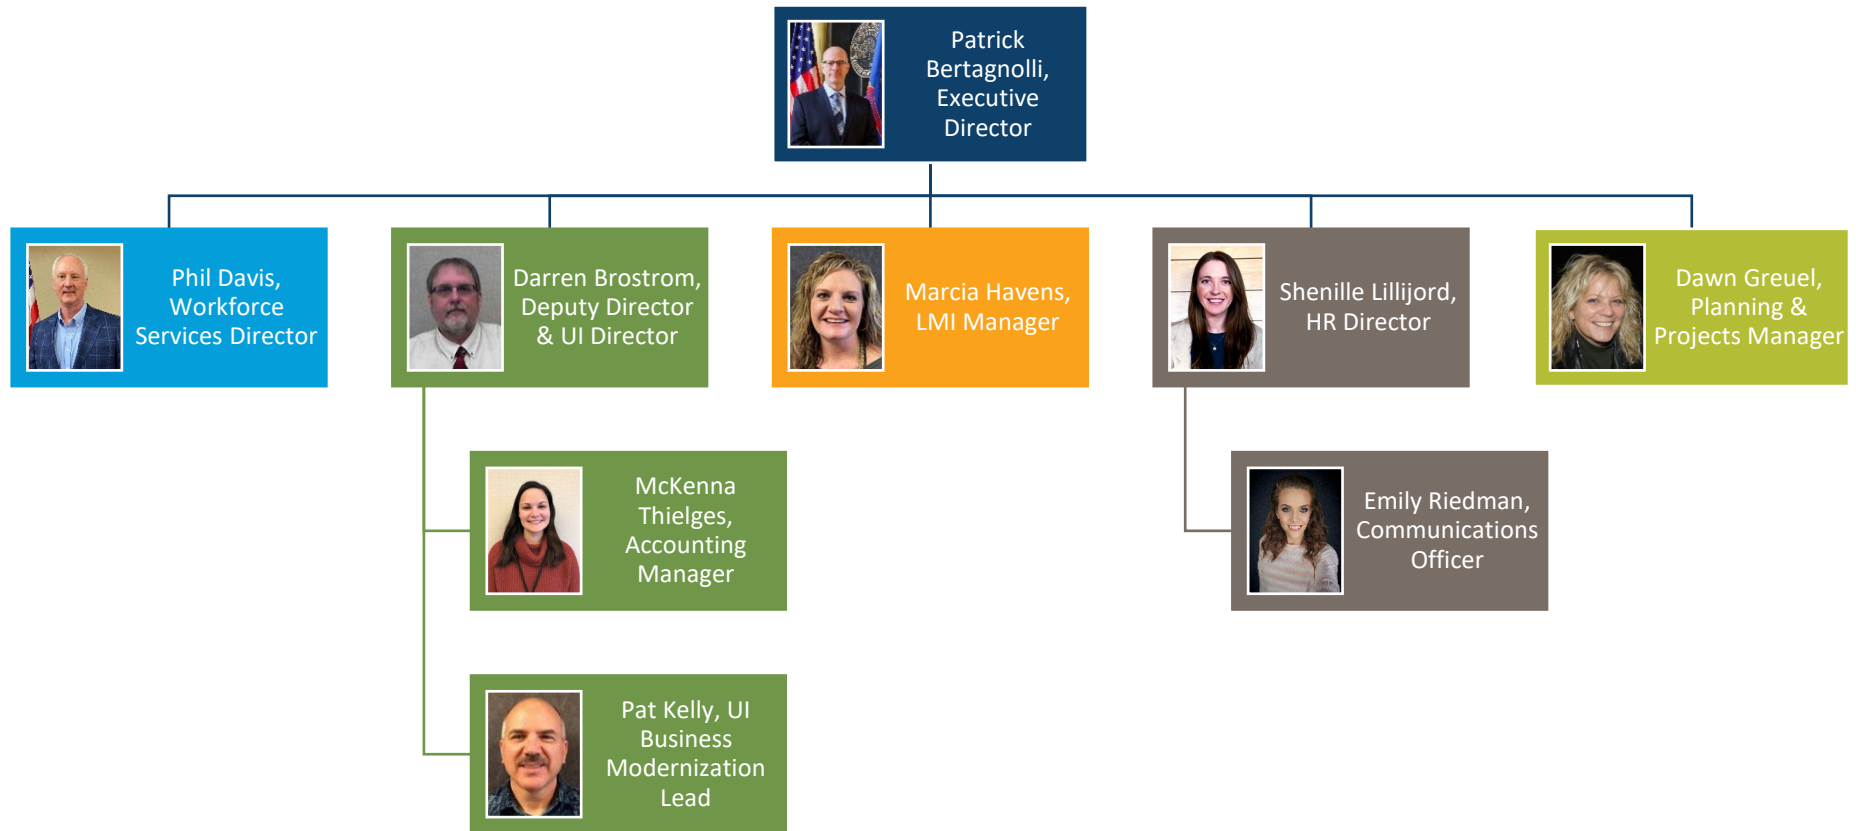 Patrick
Bertagnolli,
Executive
Director
Phil Davis,
Workforce
Services Director
Darren Brostrom,
Deputy Director
& UI Director
Marcia Havens,
LMI Manager
Shenille Lillijord,
HR Director
Dawn Greuel,
Planning &
Projects Manager
McKenna
Thielges,
Accounting
Manager
Emily Riedman,
Communications
Officer
Pat Kelly, UI
Business
Modernization
Lead